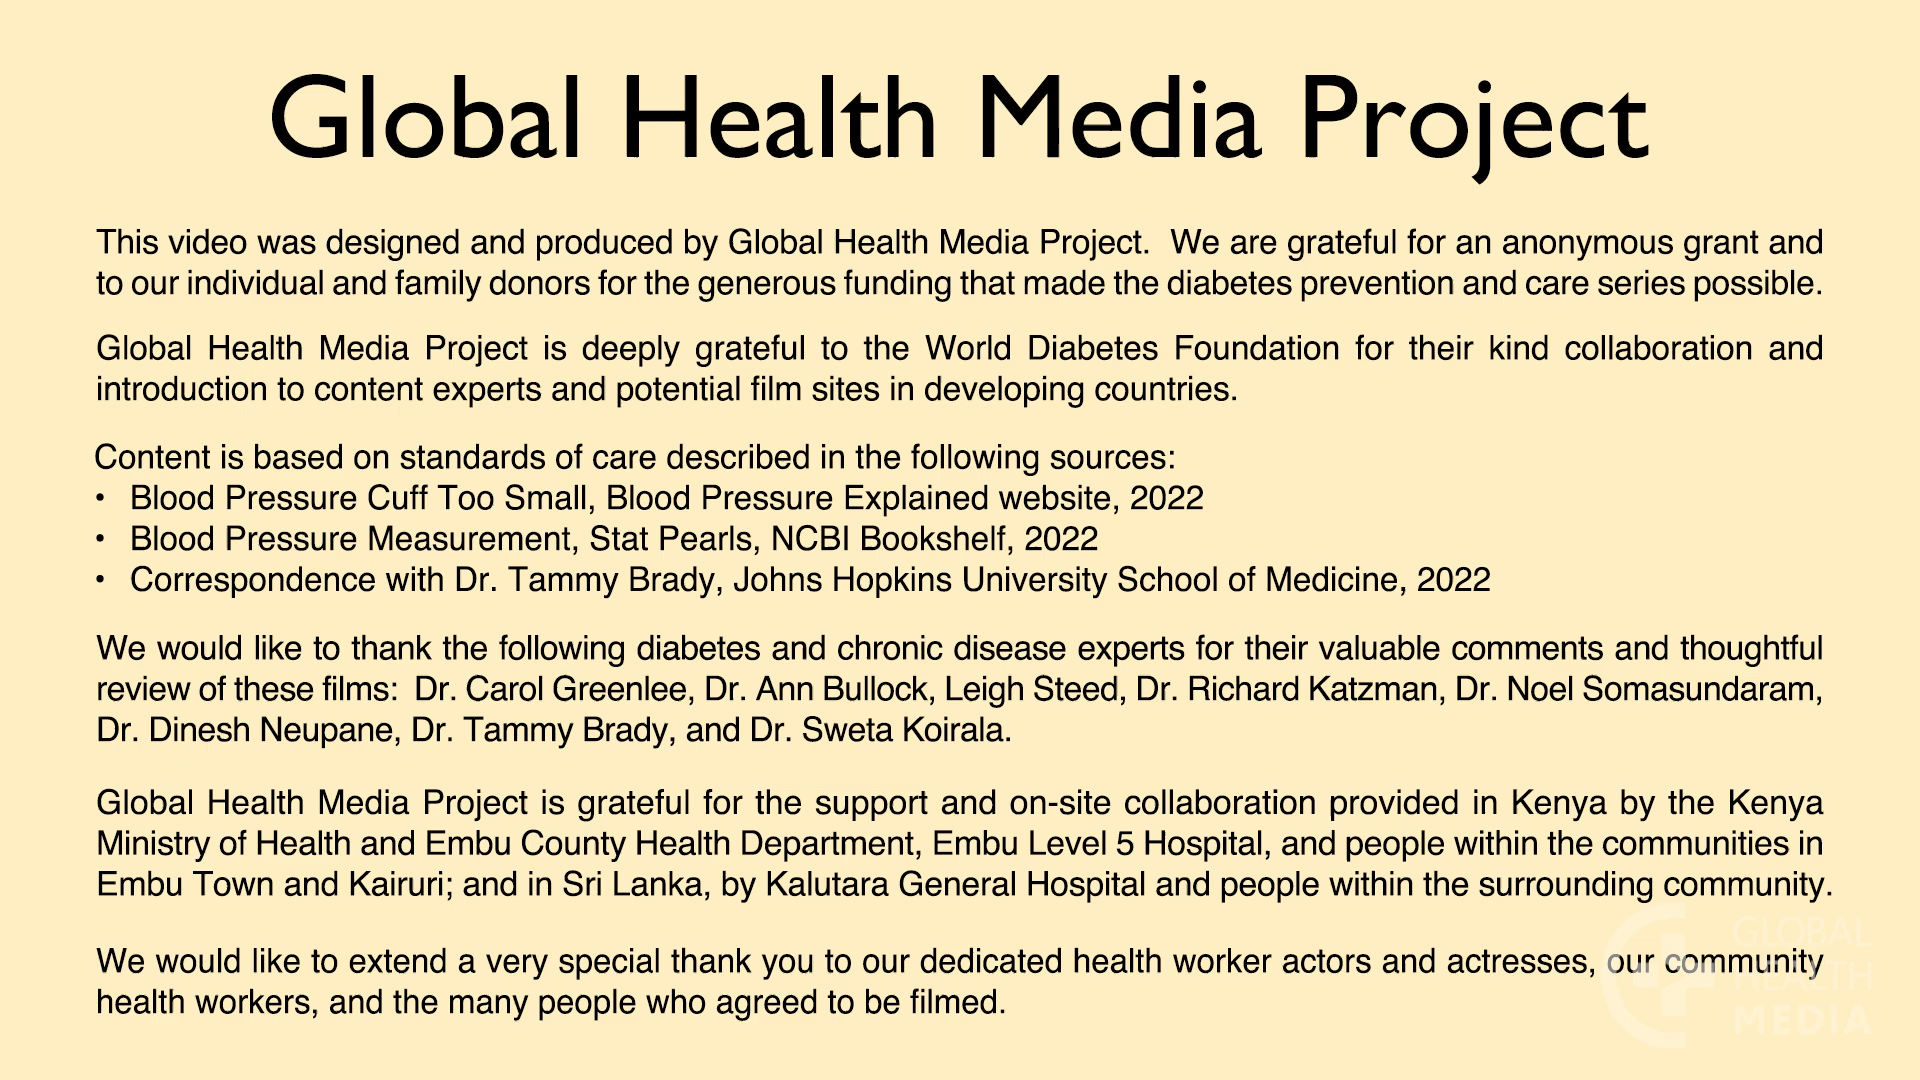 Global Health Media Project
This video was designed and produced by Global Health Media Project.  We are grateful for an anonymous grant and
to our individual and family donors for the generous funding that made the diabetes prevention and care series possible.
Global Health Media Project is deeply grateful to the World Diabetes Foundation for their kind collaboration and
introduction to content experts and potential film sites in developing countries.
Content is based on standards of care described in the following sources:
• Blood Pressure Cuff Too Small, Blood Pressure Explained website, 2022
• Blood Pressure Measurement, Stat Pearls, NCBI Bookshelf, 2022
• Correspondence with Dr. Tammy Brady, Johns Hopkins University School of Medicine, 2022
We would like to thank the following diabetes and chronic disease experts for their valuable comments and thoughtful
review of these films:  Dr. Carol Greenlee, Dr. Ann Bullock, Leigh Steed, Dr. Richard Katzman, Dr. Noel Somasundaram,
Dr. Dinesh Neupane, Dr. Tammy Brady, and Dr. Sweta Koirala.
Global Health Media Project is grateful for the support and on-site collaboration provided in Kenya by the Kenya
Ministry of Health and Embu County Health Department, Embu Level 5 Hospital, and people within the communities in
Embu Town and Kairuri; and in Sri Lanka, by Kalutara General Hospital and people within the surrounding community.
We would like to extend a very special thank you to our dedicated health worker actors and actresses, our community
health workers, and the many people who agreed to be filmed.
GLOBAL
HEALTH
MEDIA